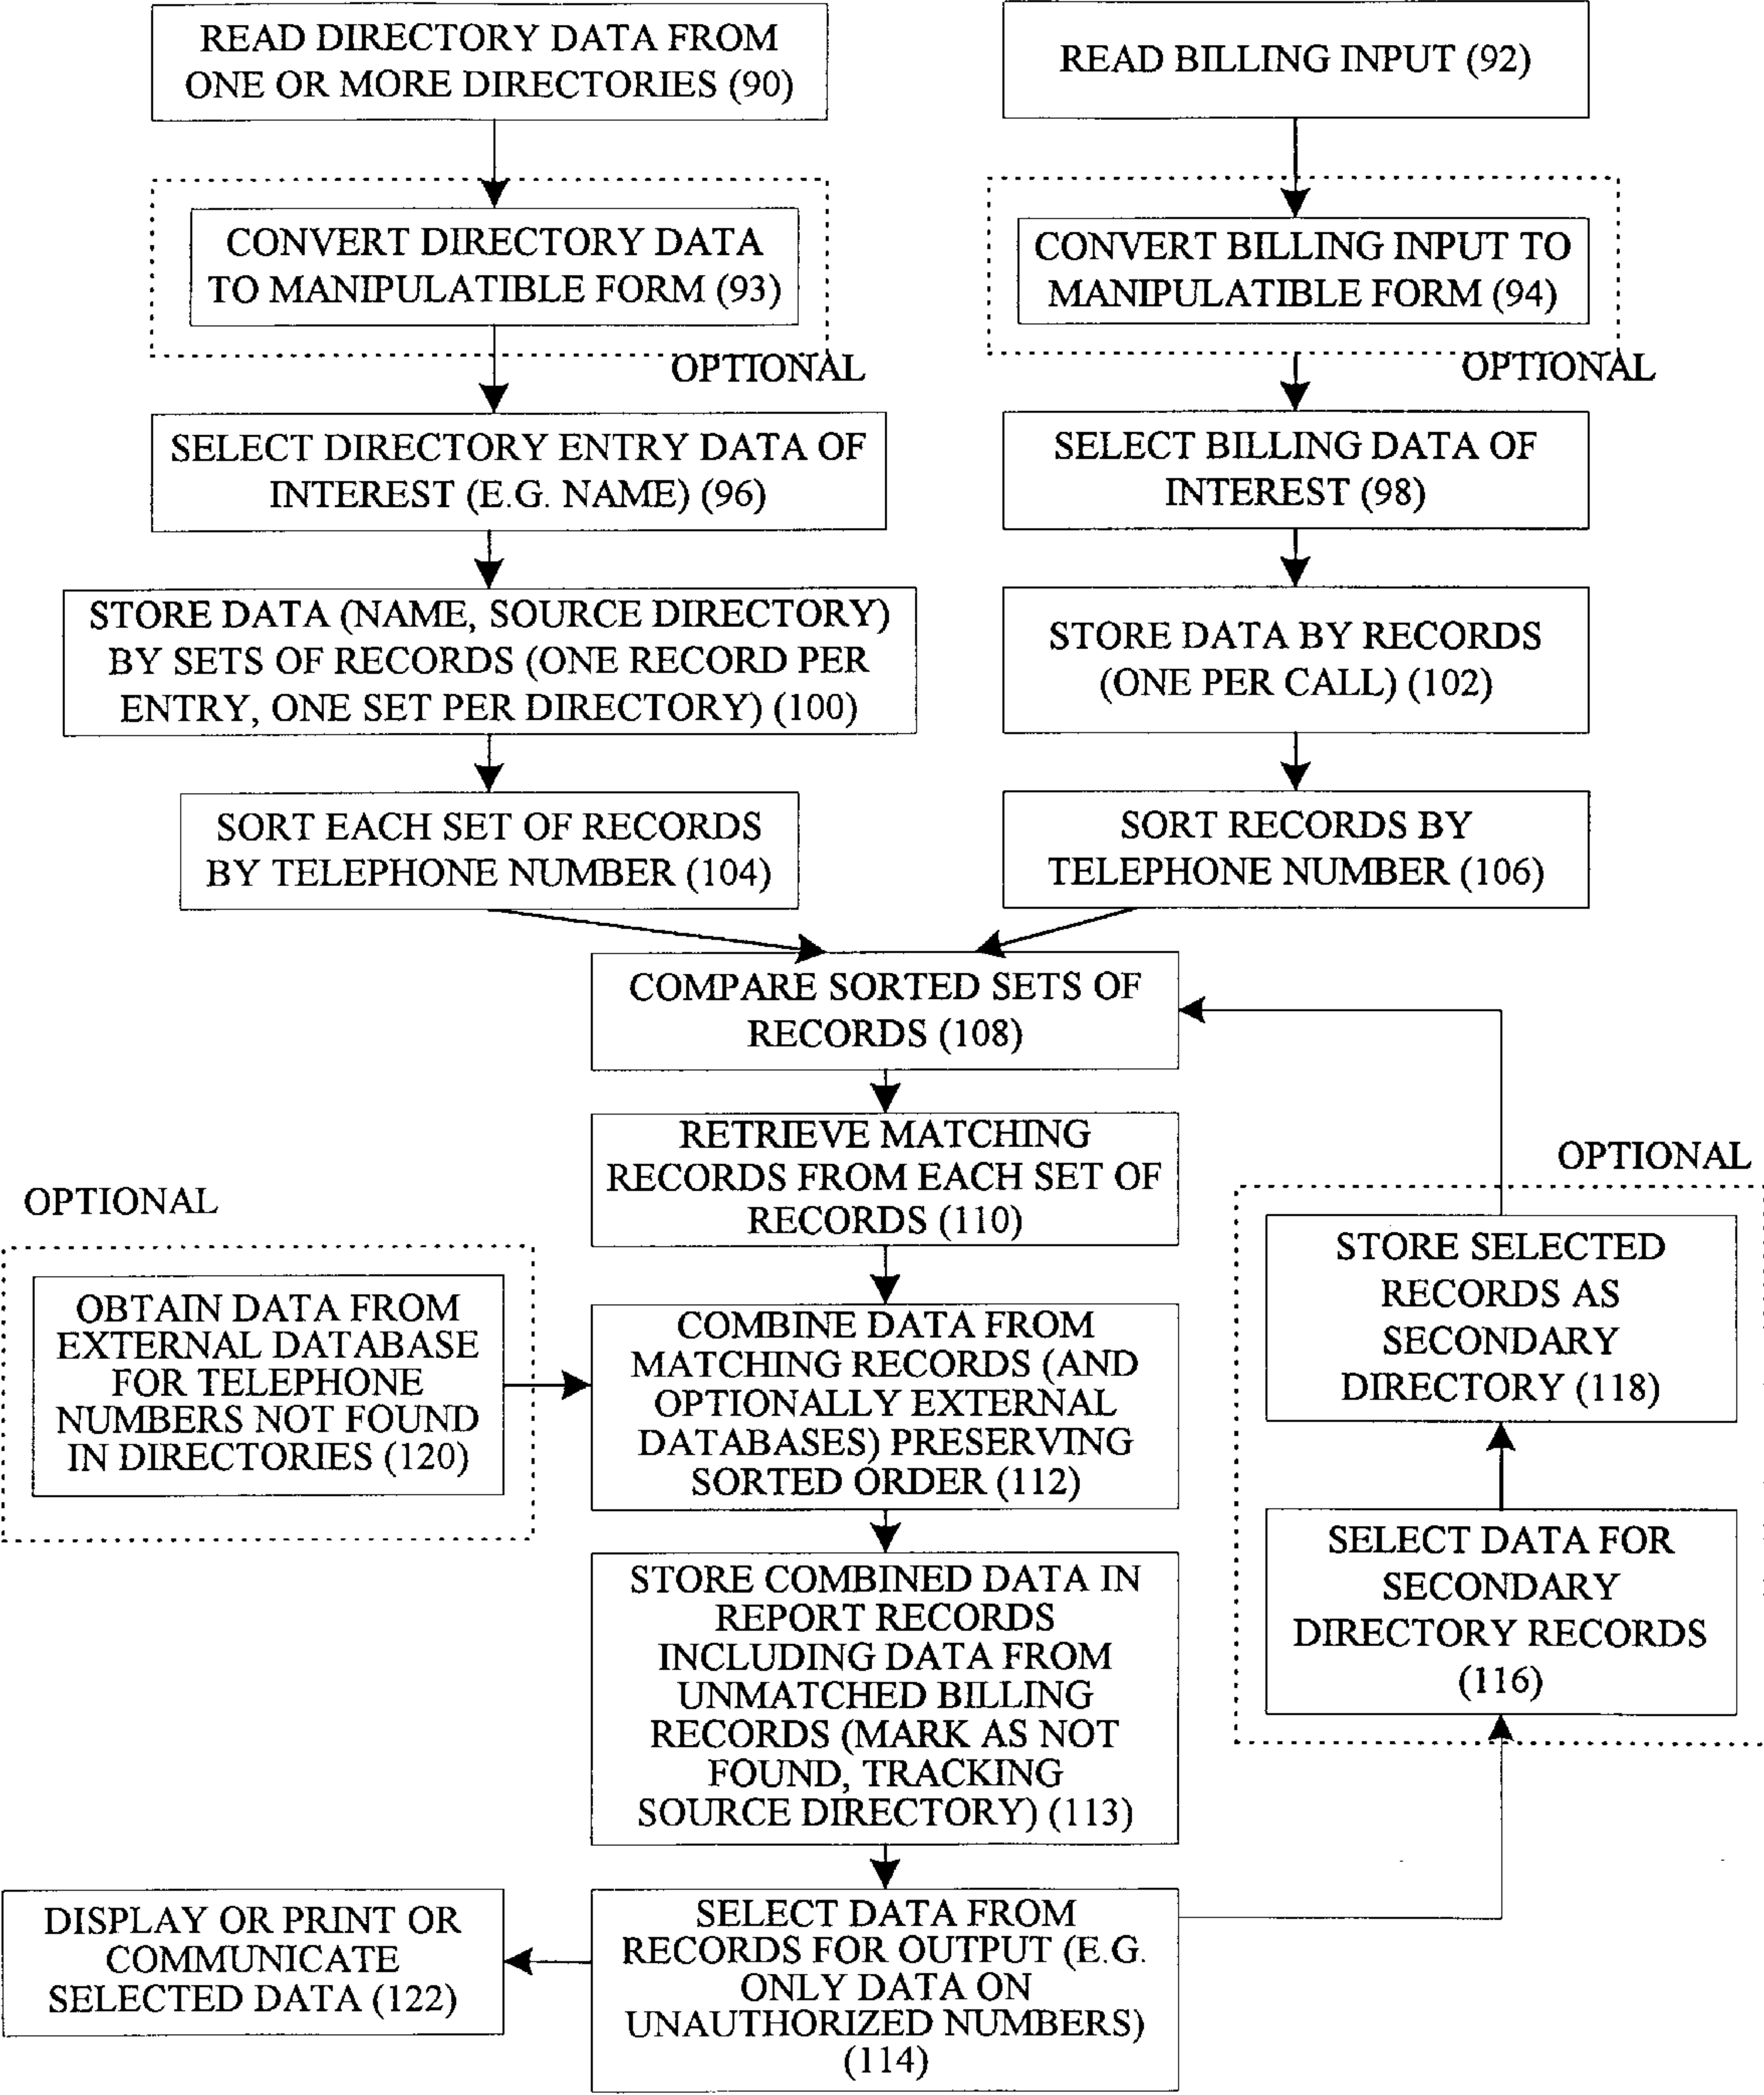 READ DIRECTORY DATA FROM
ONE OR MORE DIRECTORIES (90)
READ BILLING INPUT (92)
CONVERT DIRECTORY DATA
TO MANIPULATIBLE FORM (93)
OPTIONAL
CONVERT BILLING INPUT TO
MANIPULATIBLE FORM (94)
OPTIONAL
SELECT DIRECTORY ENTRY DATA OF
INTEREST (E.G. NAME) (96)
SELECT BILLING DATA OF
INTEREST (98)
STORE DATA (NAME, SOURCE DIRECTORY)
BY SETS OF RECORDS (ONE RECORD PER
ENTRY, ONE SET PER DIRECTORY) (100)
STORE DATA BY RECORDS
(ONE PER CALL) (102)
SORT EACH SET OF RECORDS
BY TELEPHONE NUMBER (104)
SORT RECORDS BY
TELEPHONE NUMBER (106)
COMPARE SORTED SETS OF
RECORDS (108)
RETRIEVE MATCHING
RECORDS FROM EACH SET OF
RECORDS (110)
OPTIONAL
OBTAIN DATA FROM
EXTERNAL DATABASE
FOR TELEPHONE
NUMBERS NOT FOUND
IN DIRECTORIES (120)
COMBINE DATA FROM
MATCHING RECORDS (AND
OPTIONALLY EXTERNAL
DATABASES) PRESERVING
SORTED ORDER (112)
OPTIONAL
STORE SELECTED
RECORDS AS
SECONDARY
DIRECTORY (118)
SELECT DATA FOR
SECONDARY
DIRECTORY RECORDS
(116)
STORE COMBINED DATA IN
REPORT RECORDS
INCLUDING DATA FROM
UNMATCHED BILLING
RECORDS (MARK AS NOT
FOUND, TRACKING
SOURCE DIRECTORY) (113)
DISPLAY OR PRINT OR
COMMUNICATE
SELECTED DATA (122)
SELECT DATA FROM
RECORDS FOR OUTPUT (E.G.
ONLY DATA ON
UNAUTHORIZED NUMBERS)
(114)